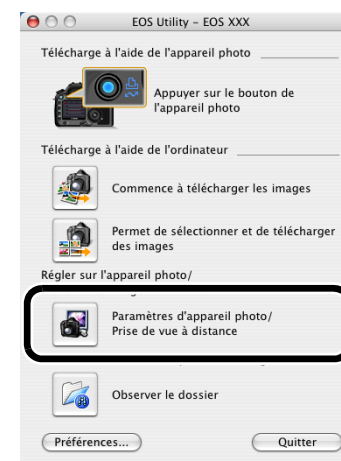 EOS Utility – EOS XXX
Télécharge à l'aide de l'appareil photo
Appuyer sur le bouton de
l'appareil photo
Télécharge à l'aide de l'ordinateur
Commence à télécharger les images
Permet de sélectionner et de télécharger
des images
Régler sur l'appareil photo/
Paramètres d'appareil photo/
Prise de vue à distance
Observer le dossier
Préférences... Quitter